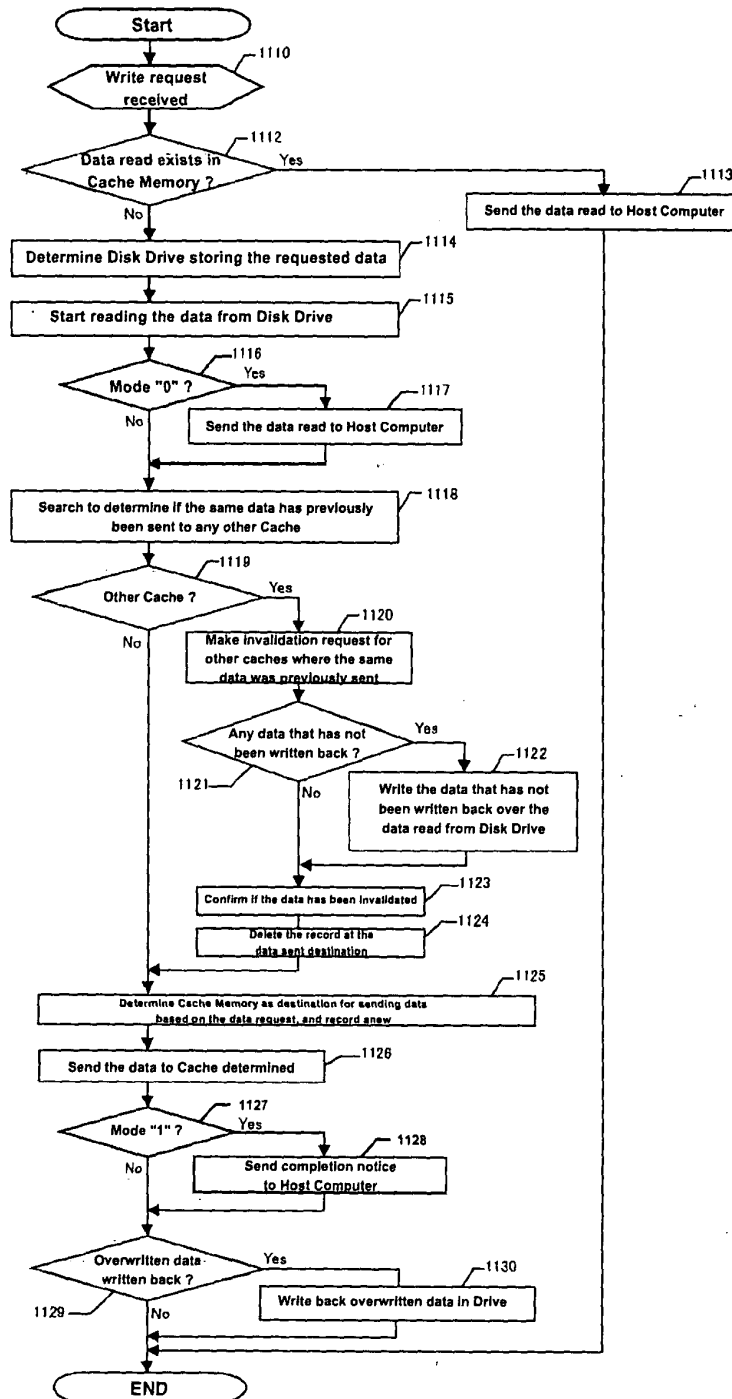 Start
1110
Write request
received
1112
Data read exists in
Cache Memory ?
Yes
No
1113
Send the data read to Host Computer
1114
Determine Disk Drive storing the requested data
1115
Start reading the data from Disk Drive
1116
Mode "0" ?
Yes
No
1117
Send the data read to Host Computer
1118
Search to determine if the same data has previously
been sent to any other Cache
1119
Other Cache ?
Yes
No
1120
Make invalidation request for
other caches where the same
data was previously sent
Any data that has not
been written back ?
Yes
1121
No
1122
Write the data that has not
been written back over the
data read from Disk Drive
1123
Confirm if the data has been invalidated
1124
Delete the record at the
data sent destination
1125
Determine Cache Memory as destination for sending data
based on the data request, and record anew
1126
Send the data to Cache determined
1127
Mode "1" ?
Yes
No
1128
Send completion notice
to Host Computer
Overwritten data
written back ?
Yes
1129
No
1130
Write back overwritten data in Drive
END